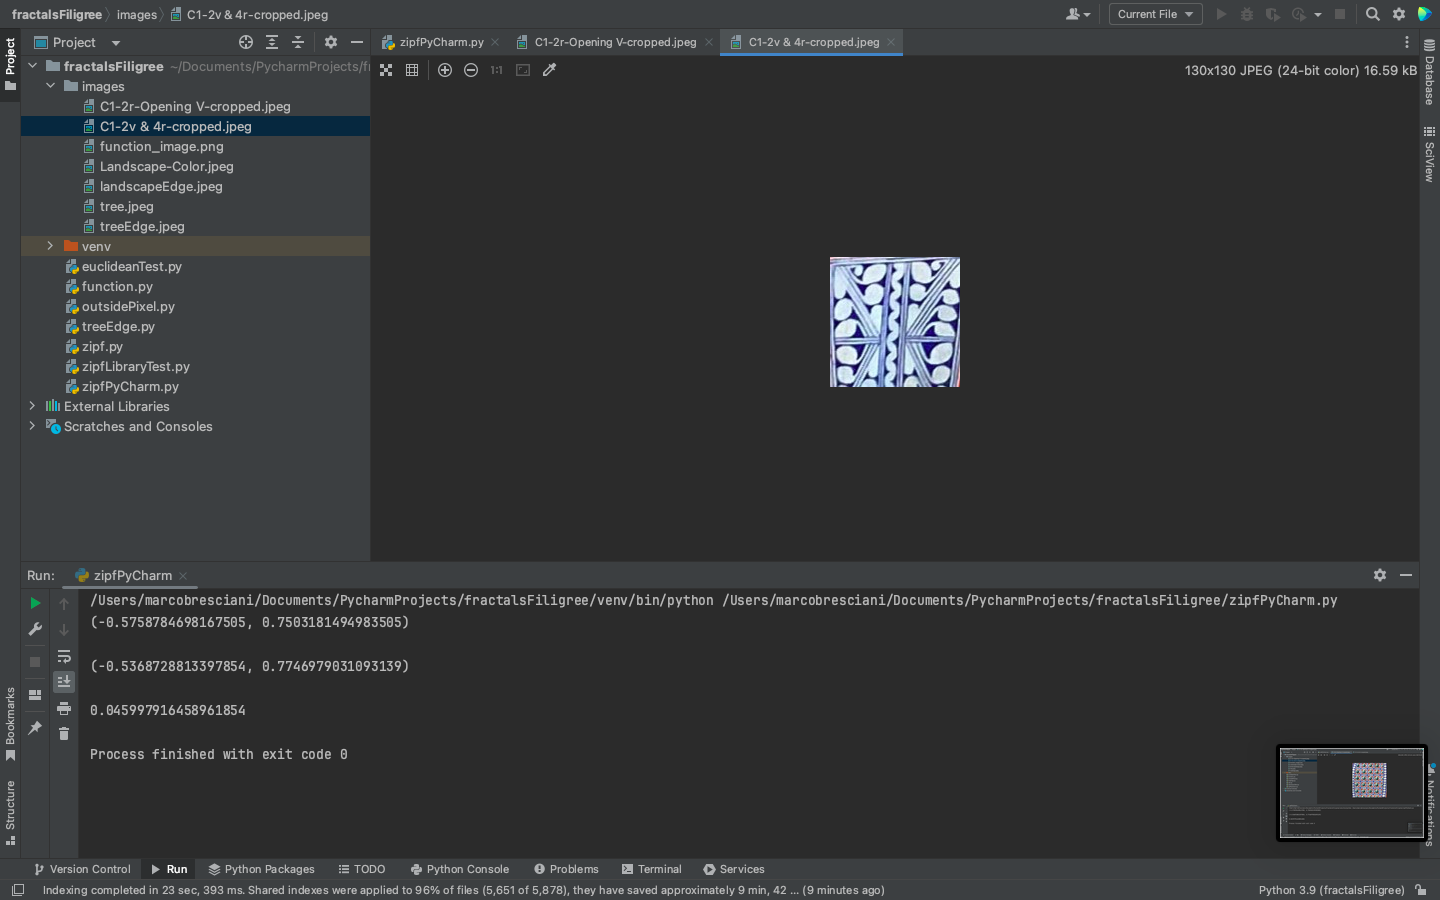 fractalsFiligree images C1-2v & 4r-cropped.jpeg Current File
Project zipfPyCharm.py C1-2r-Opening V-cropped.jpeg C1-2v & 4r-cropped.jpeg
Project
1:1 130x130 JPEG (24-bit color) 16.59 kB
fractalsFiligree ~/Documents/PycharmProjects/
images
C1-2r-Opening V-cropped.jpeg
C1-2v & 4r-cropped.jpeg
function_image.png
Landscape-Color.jpeg
landscapeEdge.jpeg
tree.jpeg
treeEdge.jpeg
venv
euclideanTest.py
function.py
outsidePixel.py
treeEdge.py
zipf.py
zipfLibraryTest.py
zipfPyCharm.py
External Libraries
Scratches and Consoles
Database
SciView
Run: zipfPyCharm
/Users/marcobresciani/Documents/PycharmProjects/fractalsFiligree/venv/bin/python /Users/marcobresciani/Documents/PycharmProjects/fractalsFiligree/zipfPyCharm.py
(-0.5758784698167505, 0.7503181494983505)
(-0.5368728813397854, 0.7746979031093139)
0.045997916458961854
Process finished with exit code 0
Bookmarks
Structure
Notifications
Version Control Run Python Packages TODO Python Console Problems Terminal Services
Indexing completed in 23 sec, 393 ms. Shared indexes were applied to 96% of files (5,651 of 5,878), they have saved approximately 9 min, 42 ... (9 minutes ago) Python 3.9 (fractalsFiligree)